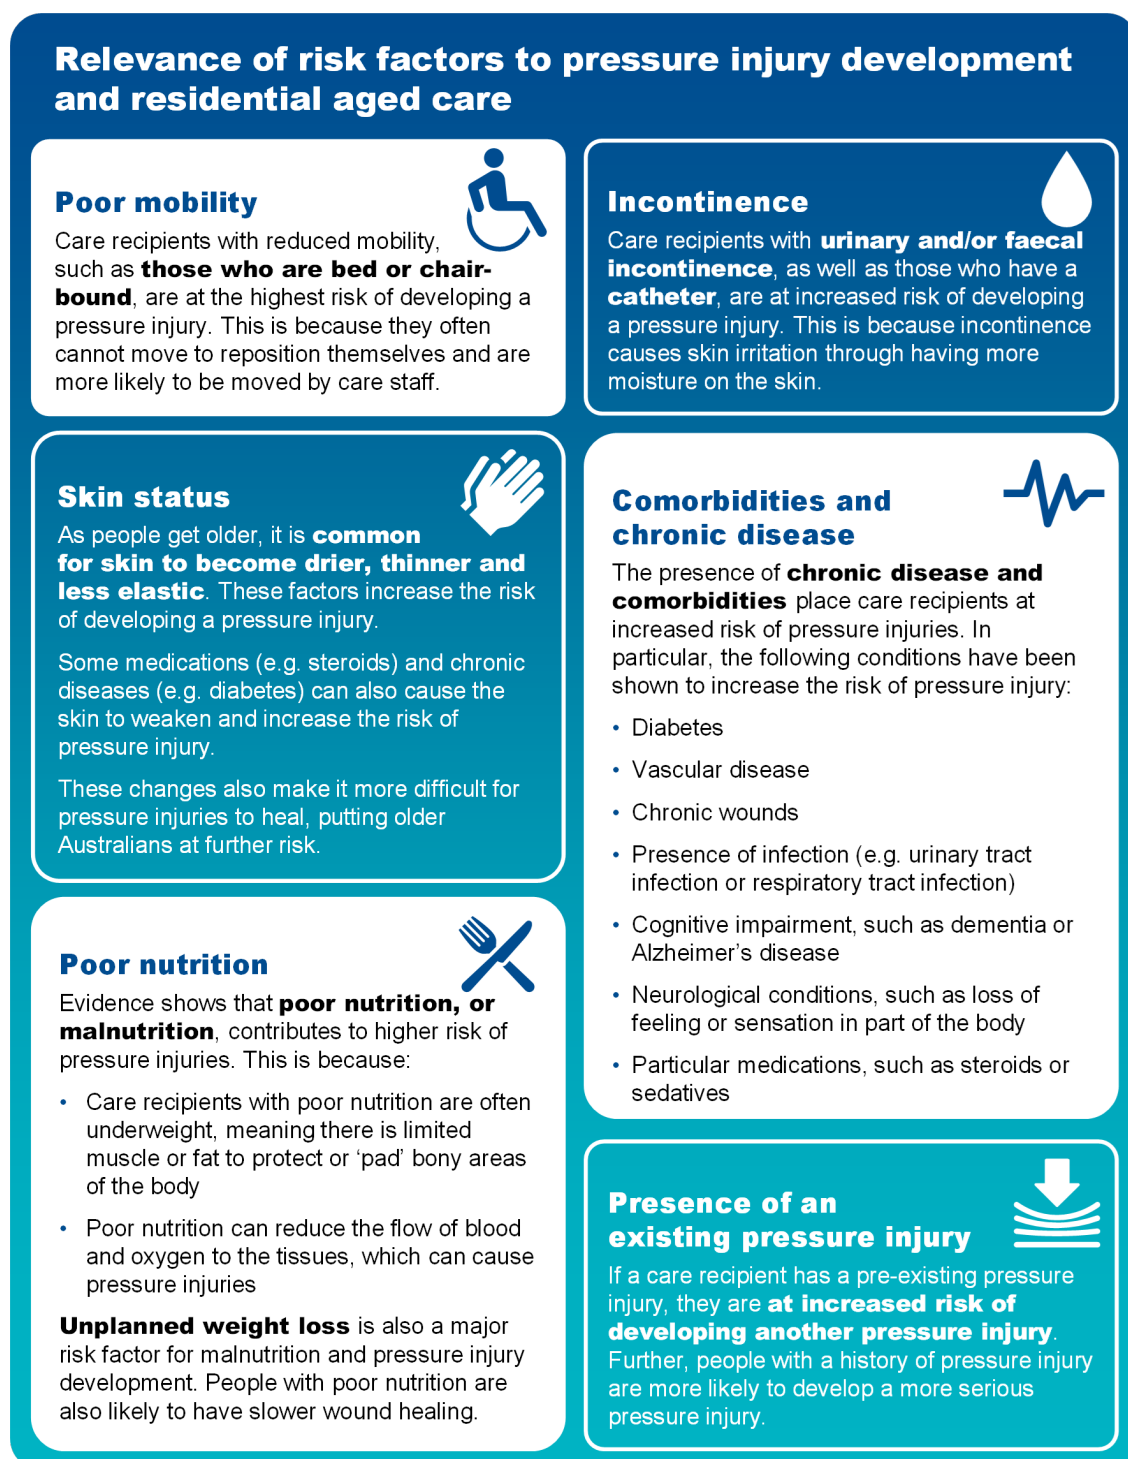 Relevance of risk factors to pressure injury development
and residential aged care
Poor mobility
Care recipients with reduced mobility,
such as those who are bed or chair-
bound, are at the highest risk of developing a
pressure injury. This is because they often
cannot move to reposition themselves and are
more likely to be moved by care staff.
Incontinence
Care recipients with urinary and/or faecal
incontinence, as well as those who have a
catheter, are at increased risk of developing
a pressure injury. This is because incontinence
causes skin irritation through having more
moisture on the skin.
Skin status
As people get older, it is common
for skin to become drier, thinner and
less elastic. These factors increase the risk
of developing a pressure injury.
Some medications (e.g. steroids) and chronic
diseases (e.g. diabetes) can also cause the
skin to weaken and increase the risk of
pressure injury.
These changes also make it more difficult for
pressure injuries to heal, putting older
Australians at further risk.
Comorbidities and
chronic disease
The presence of chronic disease and
comorbidities place care recipients at
increased risk of pressure injuries. In
particular, the following conditions have been
shown to increase the risk of pressure injury:
• Diabetes
• Vascular disease
• Chronic wounds
• Presence of infection (e.g. urinary tract
infection or respiratory tract infection)
• Cognitive impairment, such as dementia or
Alzheimer's disease
• Neurological conditions, such as loss of
feeling or sensation in part of the body
• Particular medications, such as steroids or
sedatives
Poor nutrition
Evidence shows that poor nutrition, or
malnutrition, contributes to higher risk of
pressure injuries. This is because:
• Care recipients with poor nutrition are often
underweight, meaning there is limited
muscle or fat to protect or 'pad' bony areas
of the body
• Poor nutrition can reduce the flow of blood
and oxygen to the tissues, which can cause
pressure injuries
Unplanned weight loss is also a major
risk factor for malnutrition and pressure injury
development. People with poor nutrition are
also likely to have slower wound healing.
Presence of an
existing pressure injury
If a care recipient has a pre-existing pressure
injury, they are at increased risk of
developing another pressure injury.
Further, people with a history of pressure injury
are more likely to develop a more serious
pressure injury.